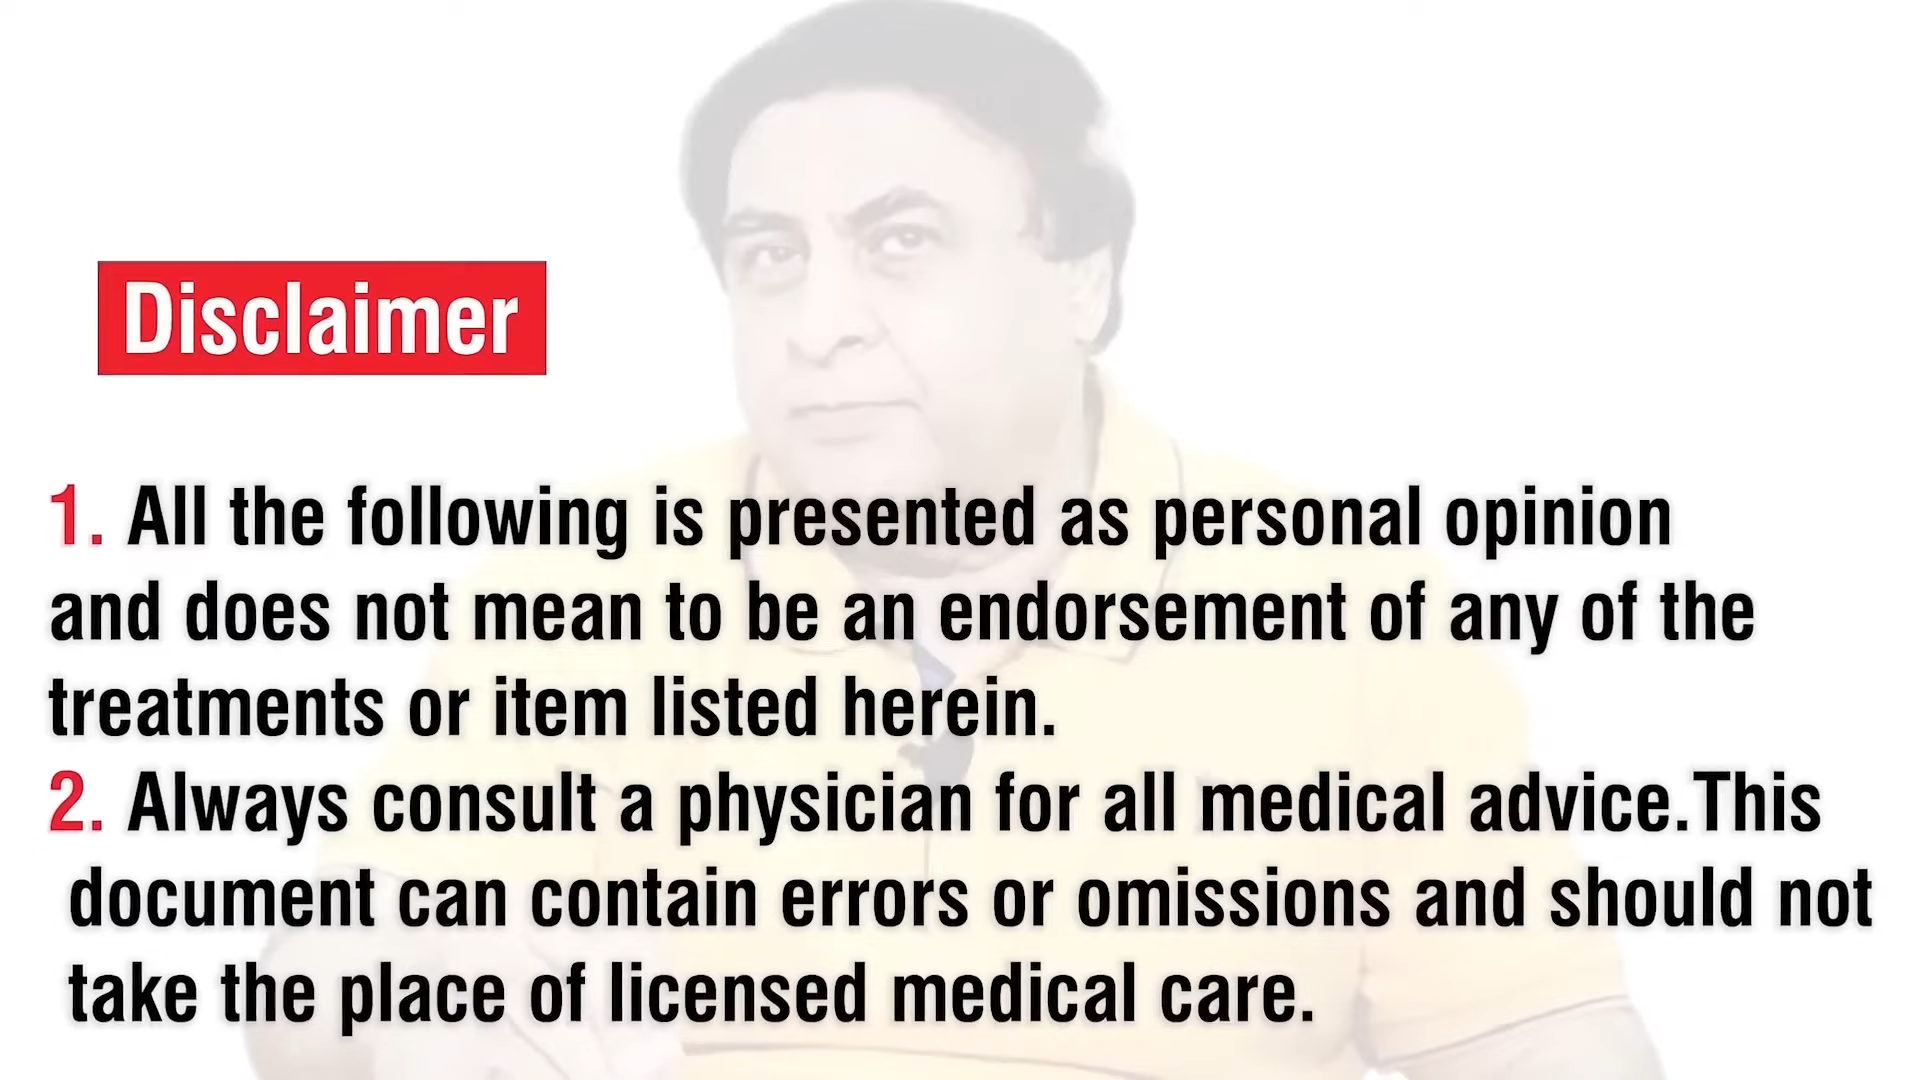 Disclaimer
1. All the following is presented as personal opinion
and does not mean to be an endorsement of any of the
treatments or item listed herein.
2. Always consult a physician for all medical advice.This
document can contain errors or omissions and should not
take the place of licensed medical care.